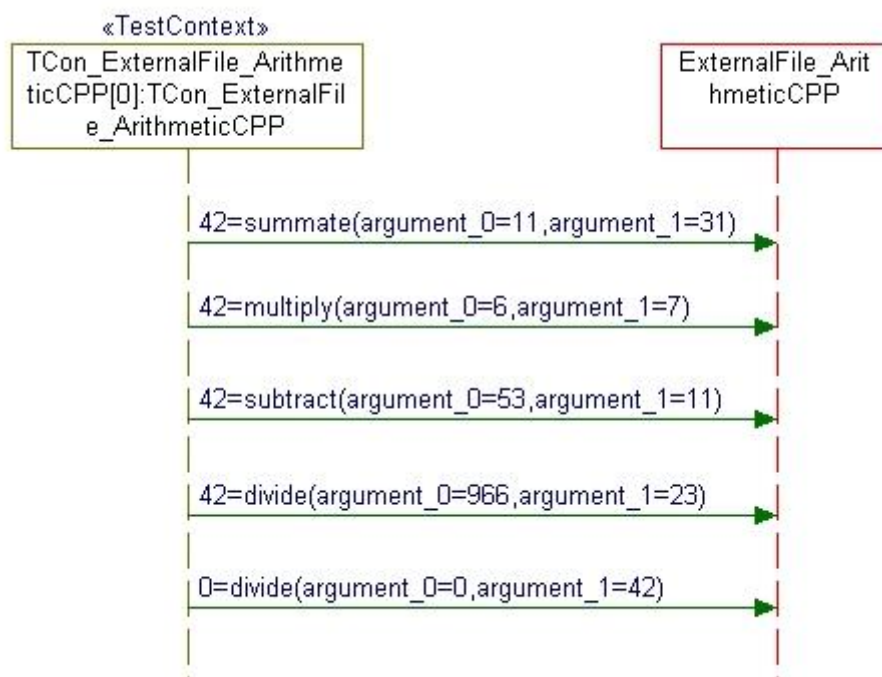 «TestContext»
TCon_ExternalFile_Arithme
ticCPP[0]:TCon_ExternalFil
e_ArithmeticCPP
ExternalFile_Arit
hmeticCPP
42=summate(argument_0=11,argument_1=31)
42=multiply(argument_0=6,argument_1=7)
42=subtract(argument_0=53,argument_1=11)
42=divide(argument_0=966,argument_1=23)
0=divide(argument_0=0,argument_1=42)